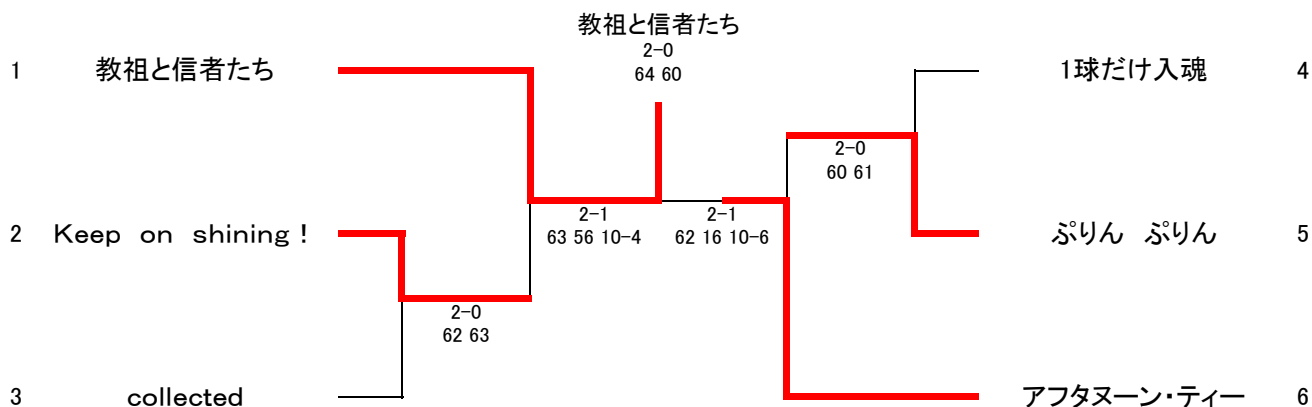 教祖と信者たち
2-0
64 60
1 教祖と信者たち
1球だけ入魂 4
2-0
60 61
2 Keep on shining！
2-1
63 56 10-4
2-1
62 16 10-6
ぷりん ぷりん 5
2-0
62 63
3 collected
アフタヌーン・ティー 6